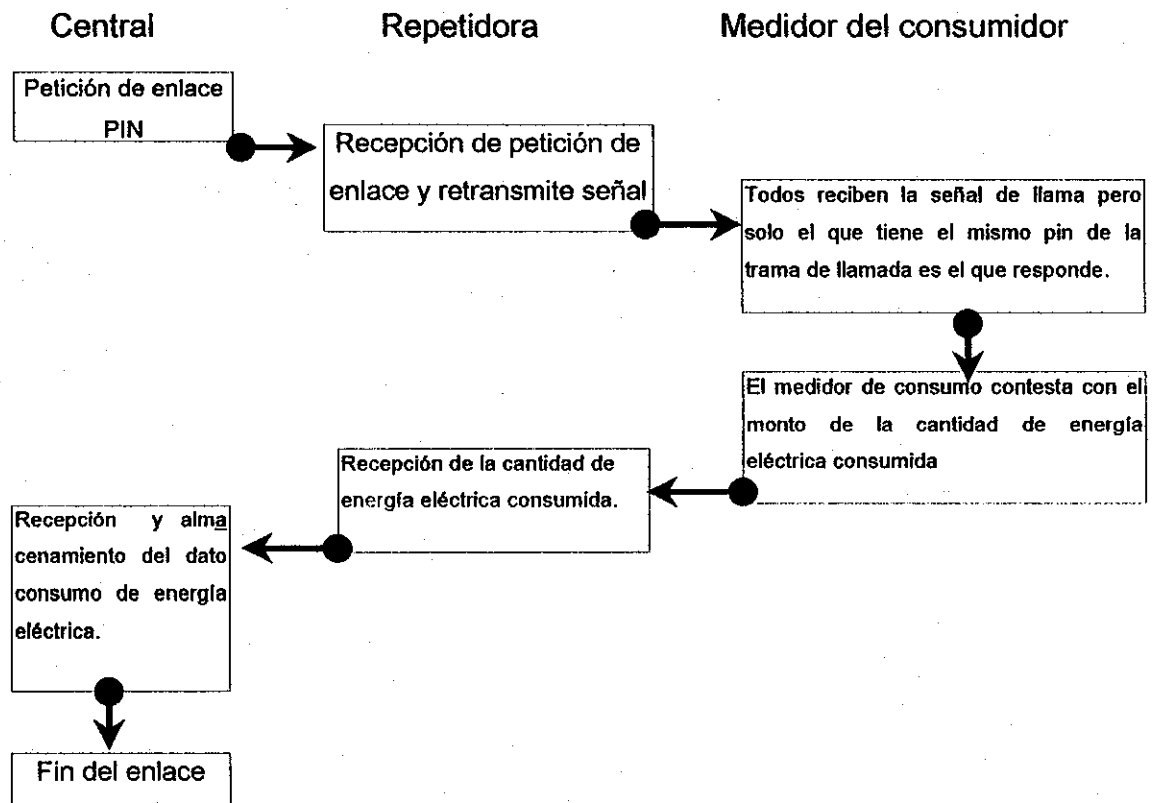 Central Repetidora Medidor del consumidor
Petición de enlace
PIN
Recepción de petición de
enlace y retransmite señal
Todos reciben la señal de llama pero
solo el que tiene el mismo pin de la
trama de llamada es el que responde.
El medidor de consumo contesta con el
monto de la cantidad de energía
eléctrica consumida
Recepción de la cantidad de
energía eléctrica consumida.
Recepción y alma
cenamiento del dato
consumo de energía
eléctrica.
Fin del enlace